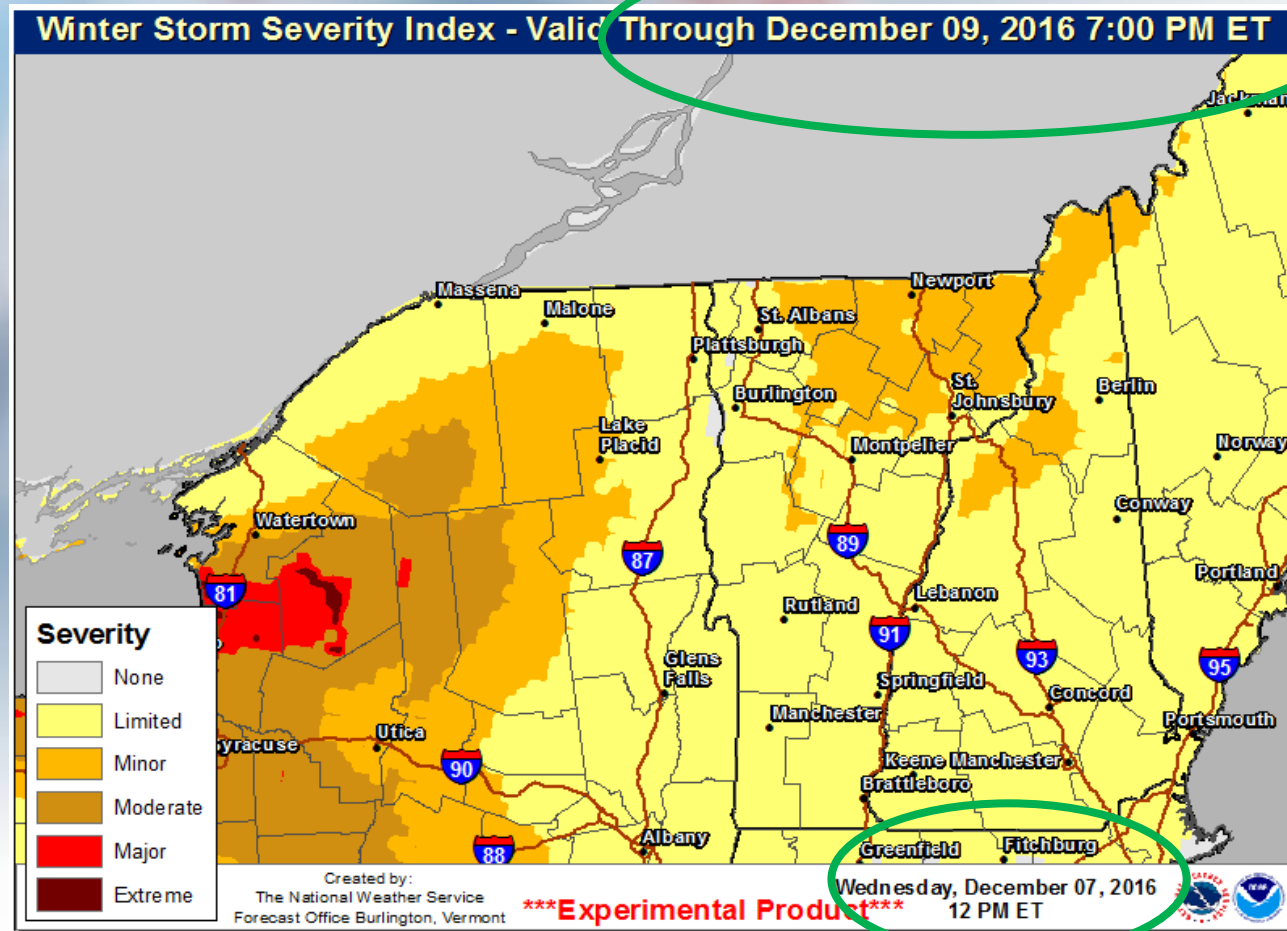 Winter Storm Severity Index - Valid Through December 09, 2016 7:00 PM ET
Jackman
Massena
Malone
Newport
St. Albans
Plattsburgh
Burlington
St.
Johnsbury
Berlin
Lake
Placid
Montpelier
Norway
Conway
Watertown
89
87
81
Portland
Rutland
Lebanon
91
93
95
Glens
Falls
Springfield
Concord
Manchester
Portsmouth
Utica
yracuse
90
Keene
Manchester
Brattleboro
88
Albany
Greenfield
Fitchburg
Severity
None
Limited
Minor
Moderate
Major
Extreme
Created by:
The National Weather Service
Forecast Office Burlington, Vermont
***Experimental Product***
Wednesday, December 07, 2016
12 PM ET